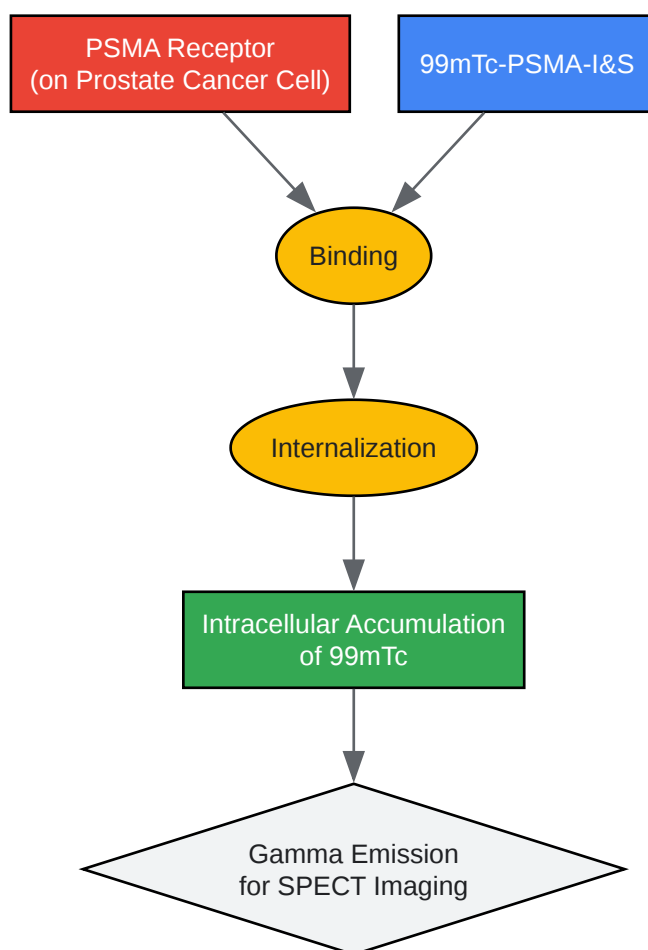 PSMA Receptor
(on Prostate Cancer Cell)
99mTc-PSMA-I&S
Binding
Internalization
Intracellular Accumulation
of 99mTc
Gamma Emission
for SPECT Imaging